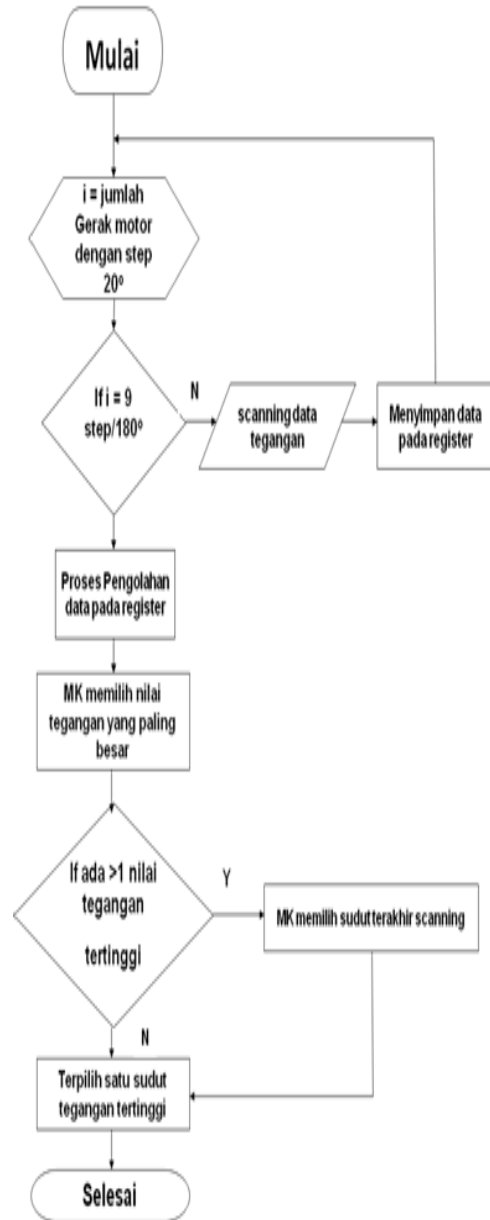 Mulai
i = jumlah
Gerak motor
dengan step
20º
If i = 9
step/180º
N
scanning data
tegangan
Menyimpan data
pada register
Proses Pengolahan
data pada register
MK memilih nilai
tegangan yang paling
besar
If ada >1 nilai
tegangan
tertinggi
Y
MK memilih sudut terakhir scanning
N
Terpilih satu sudut
tegangan tertinggi
Selesai